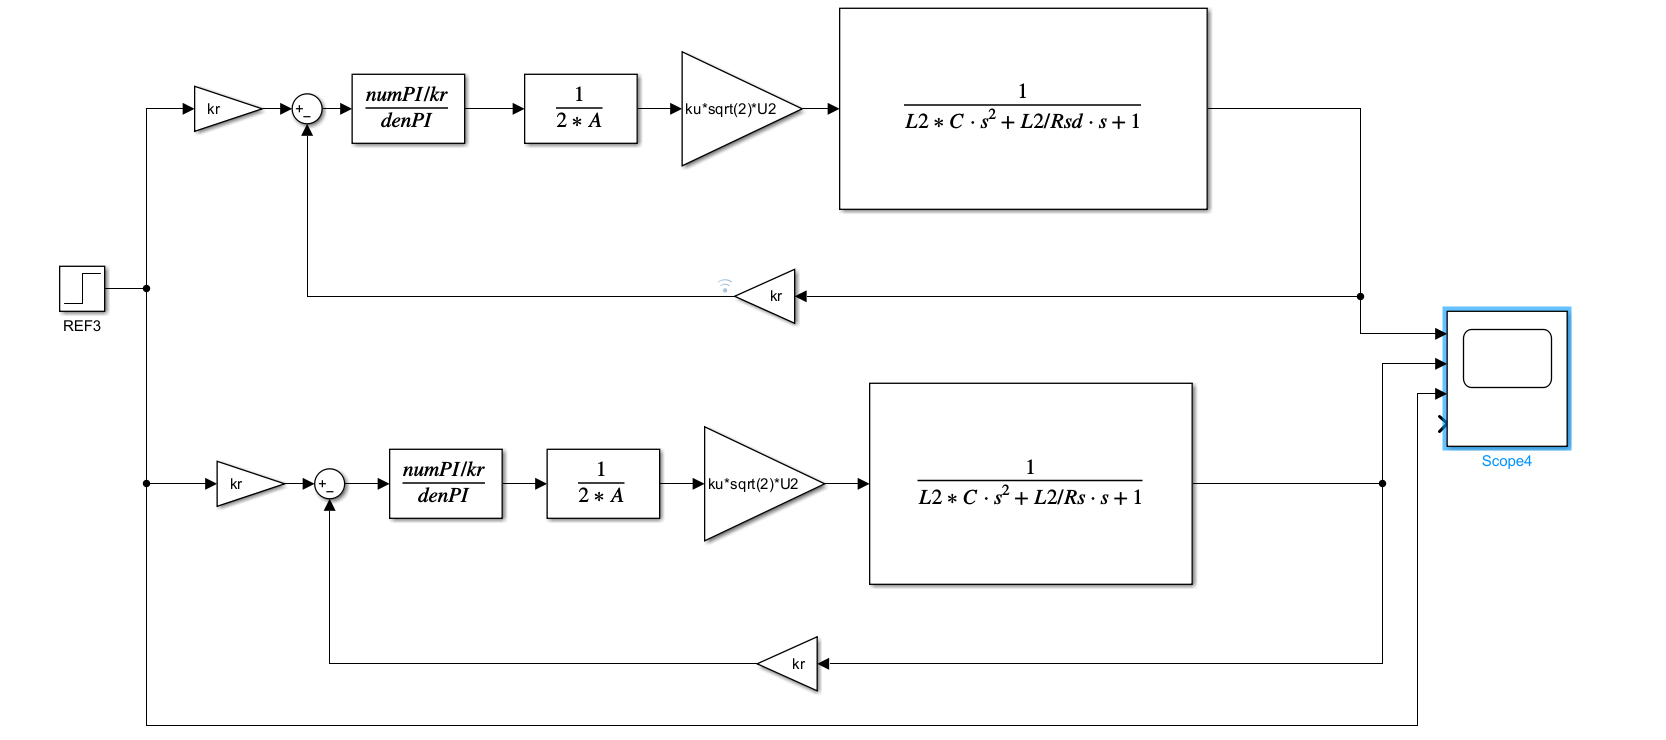 kr
+
−
numPI/kr
denPI
1
2 * A
ku*sqrt(2)*U2
1
L2 * C · s² + L2/Rsd · s + 1
kr
REF3
Scope4
kr
+
−
numPI/kr
denPI
1
2 * A
ku*sqrt(2)*U2
1
L2 * C · s² + L2/Rs · s + 1
kr